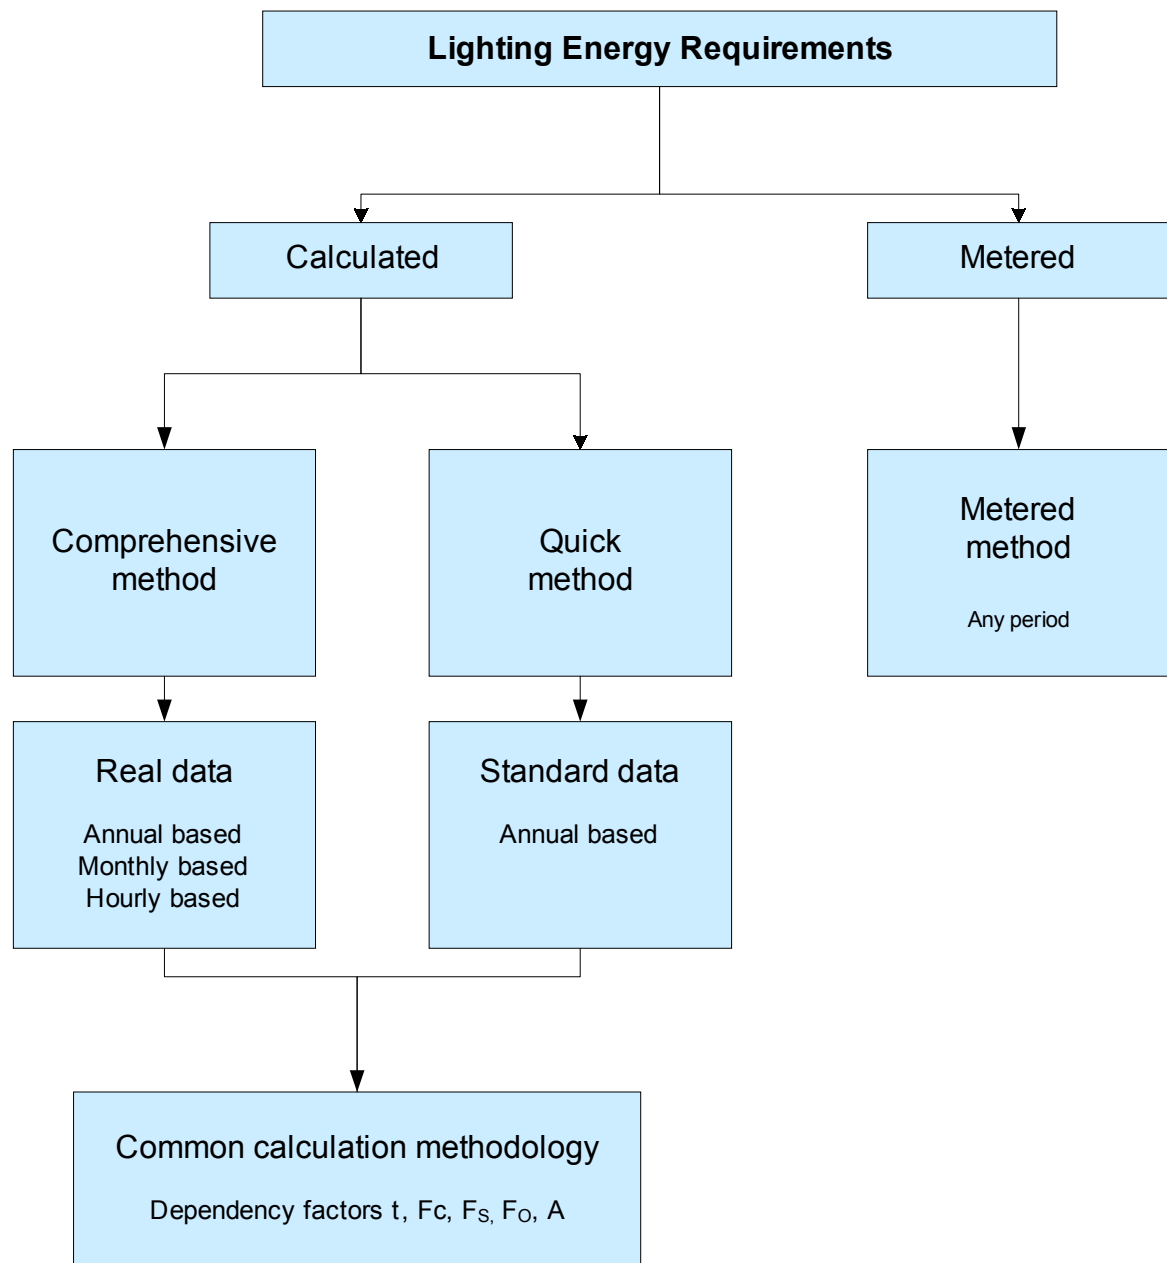 Lighting Energy Requirements
Calculated
Metered
Comprehensive
method
Quick
method
Metered
method
Any period
Real data
Annual based
Monthly based
Hourly based
Standard data
Annual based
Common calculation methodology
Dependency factors t, Fc, FS, FO, A